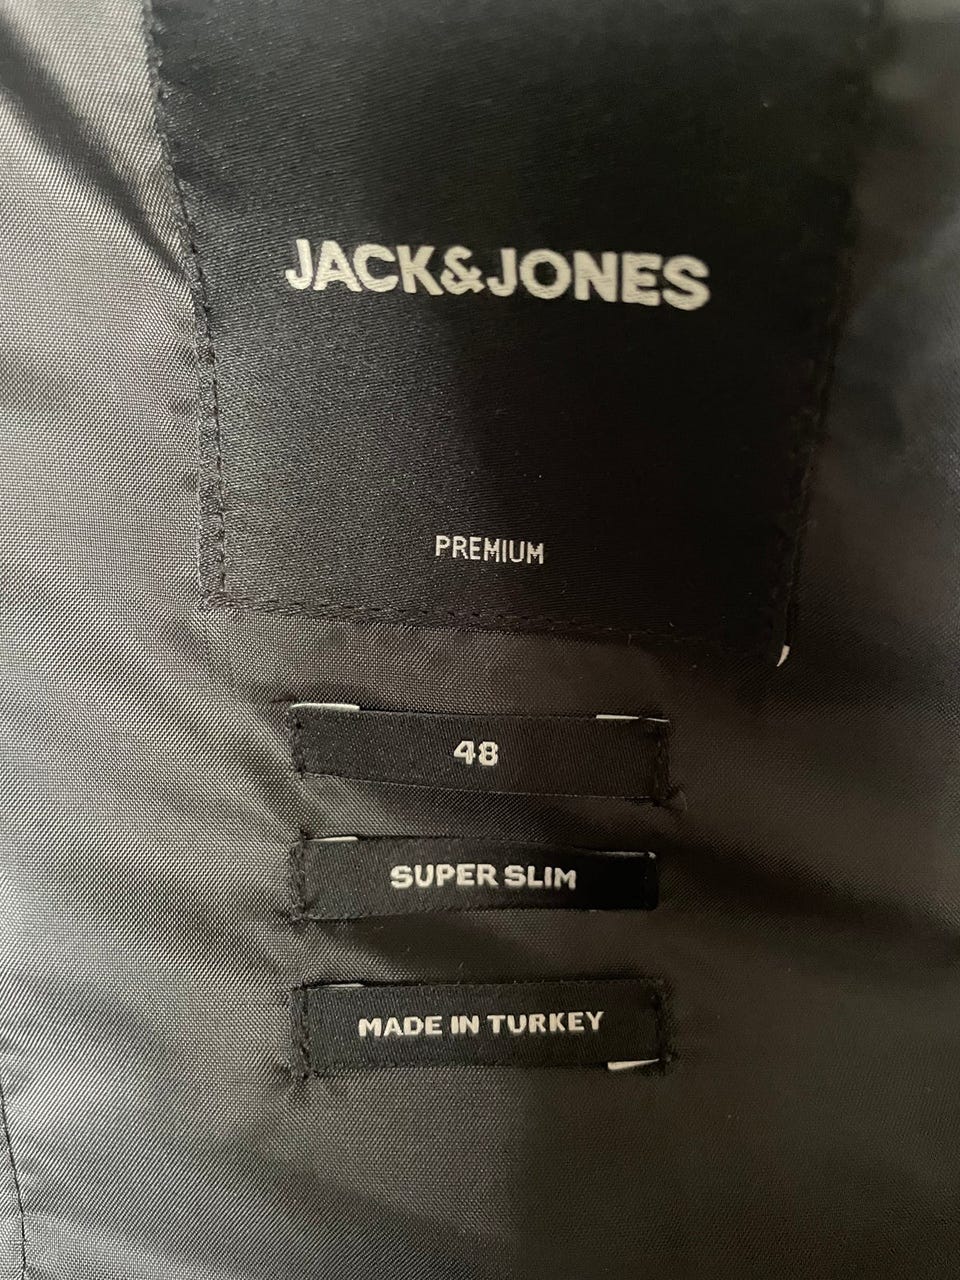 JACK&JONES
PREMIUM
48
SUPER SLIM
MADE IN TURKEY